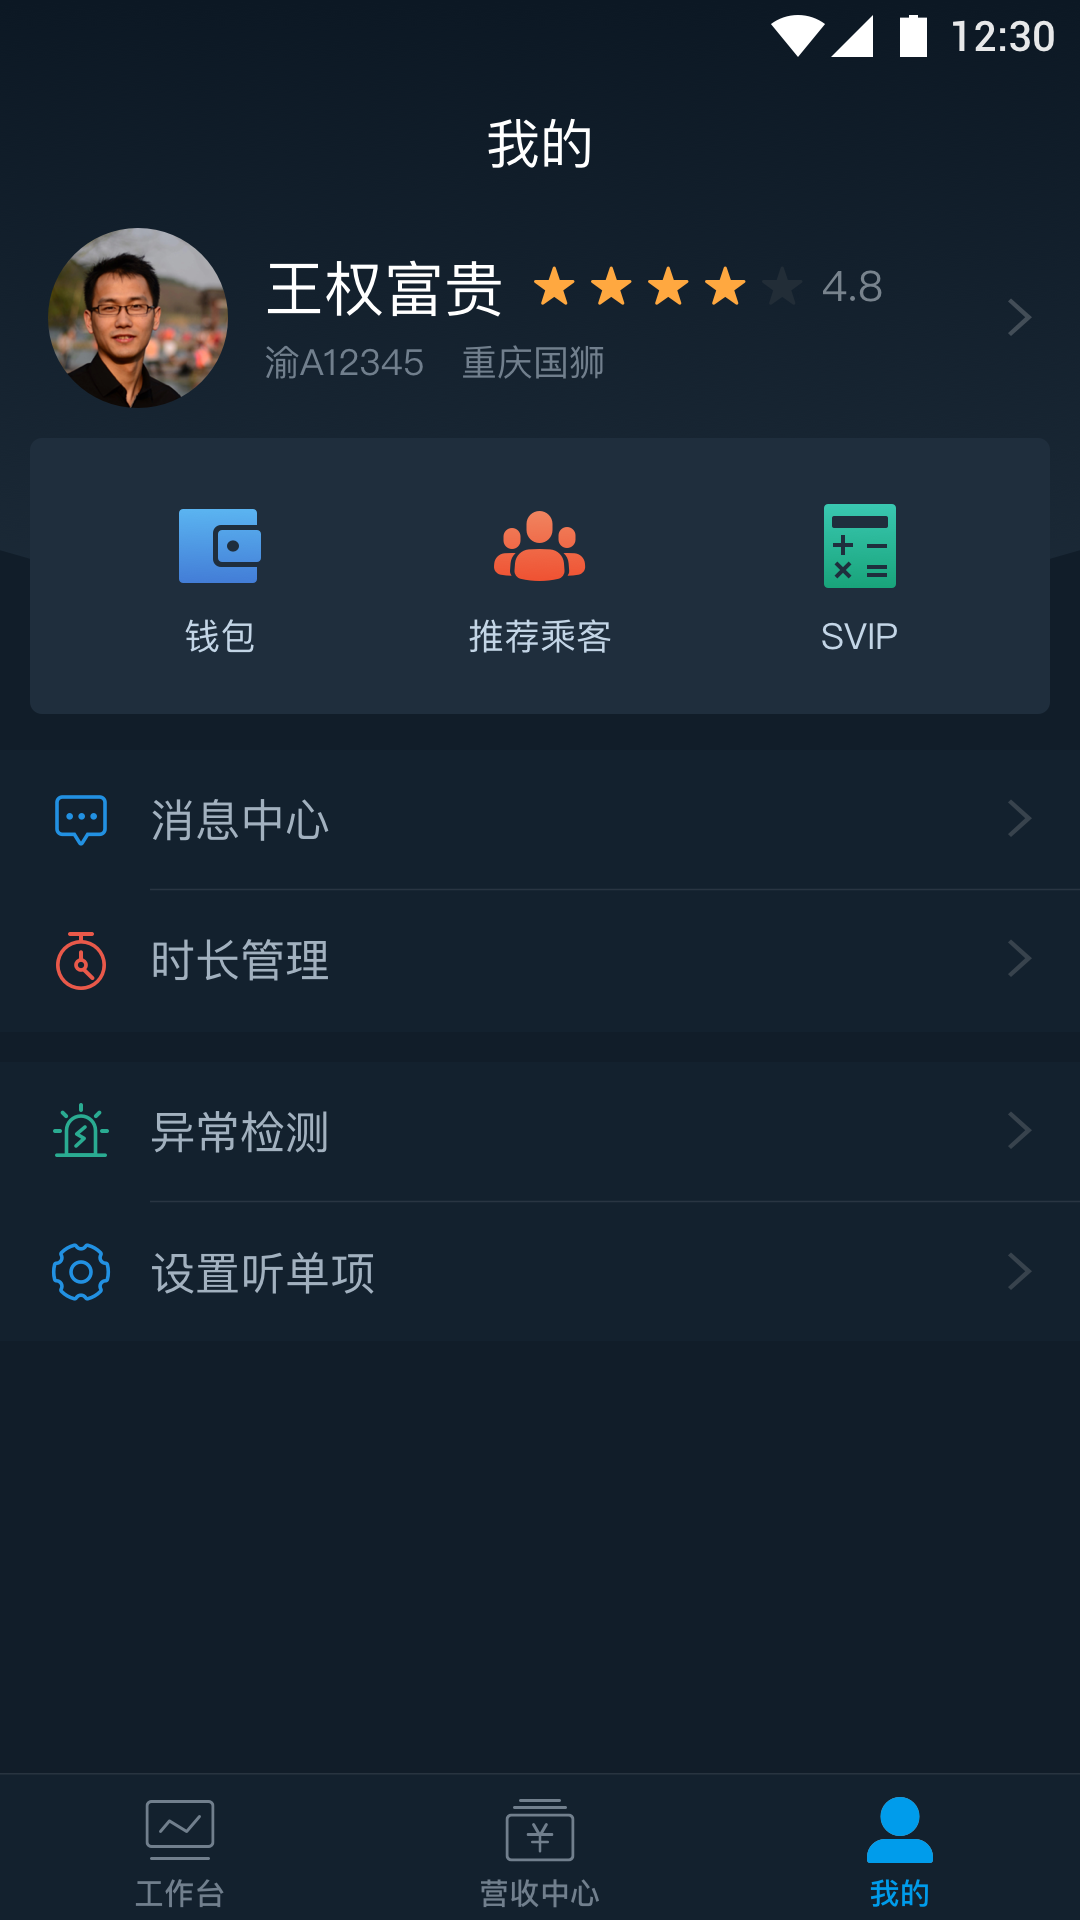 12:30
我的
王权富贵 4.8
渝A12345 重庆国狮
钱包 推荐乘客 SVIP
消息中心
时长管理
异常检测
设置听单项
工作台 营收中心 我的